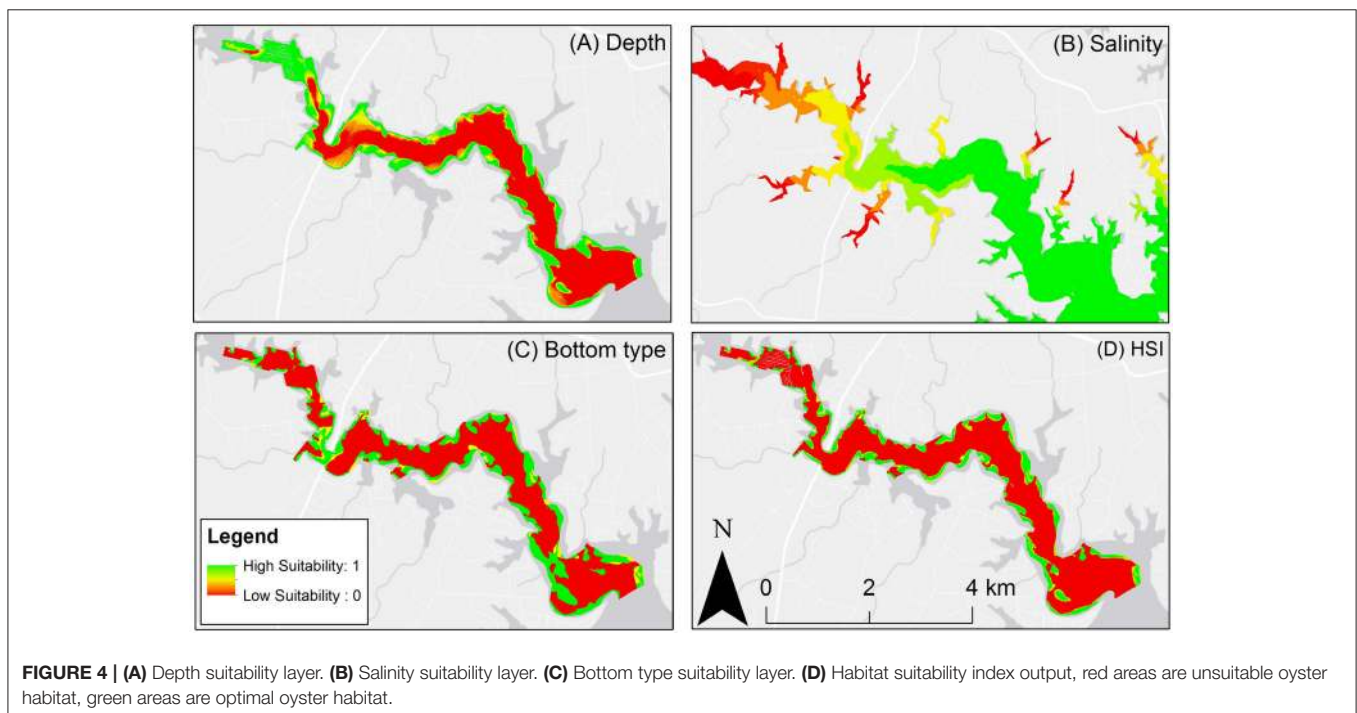 (A) Depth
(B) Salinity
(C) Bottom type
(D) HSI
Legend
High Suitability: 1
Low Suitability : 0
N
0 2 4 km
FIGURE 4 | (A) Depth suitability layer. (B) Salinity suitability layer. (C) Bottom type suitability layer. (D) Habitat suitability index output, red areas are unsuitable oyster
habitat, green areas are optimal oyster habitat.